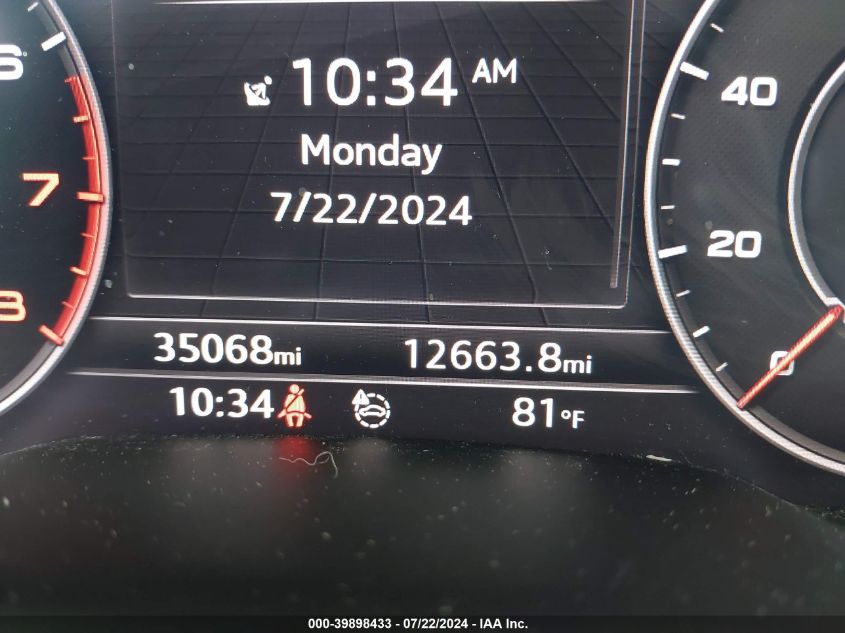 10:34 AM
Monday
7/22/2024
6
7
8
40
20
0
35068mi
12663.8mi
10:34
81°F
000-39898433 - 07/22/2024 - IAA Inc.